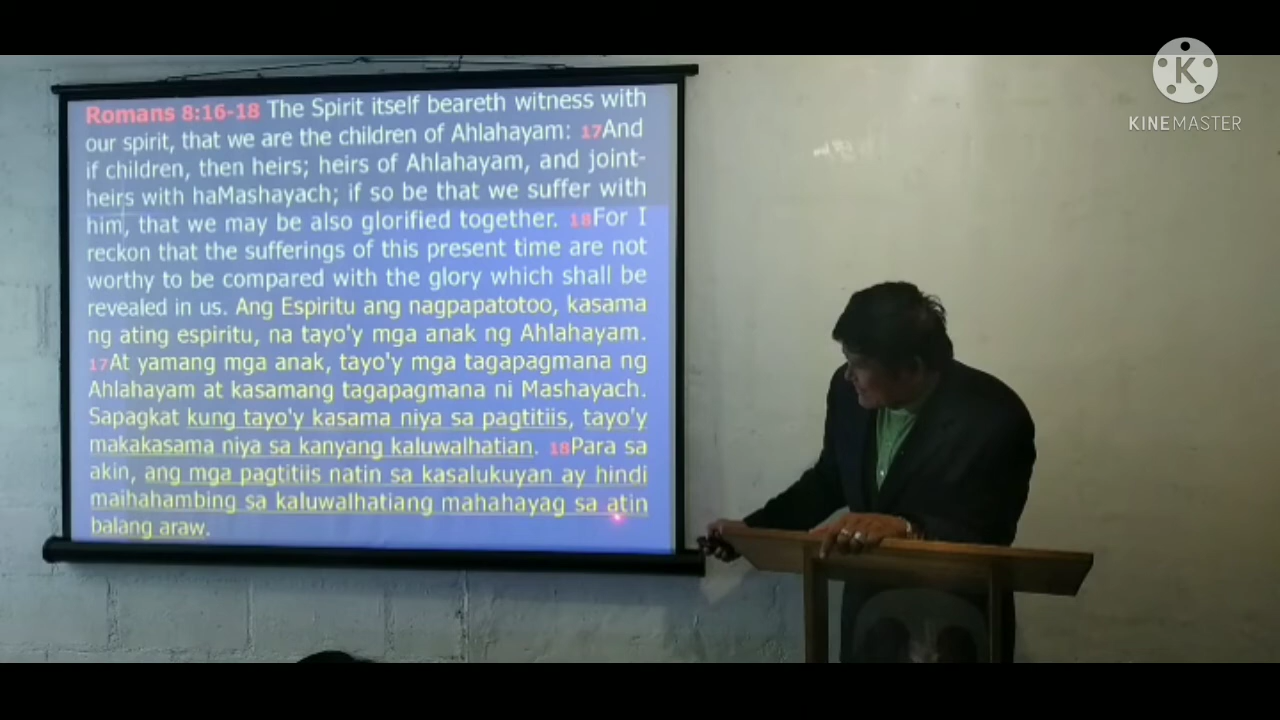 Romans 8:16-18 The Spirit itself beareth witness with
our spirit, that we are the children of Ahlahayam: 17And
if children, then heirs; heirs of Ahlahayam, and joint-
heirs with haMashayach; if so be that we suffer with
him, that we may be also glorified together. 18For I
reckon that the sufferings of this present time are not
worthy to be compared with the glory which shall be
revealed in us. Ang Espiritu ang nagpapatotoo, kasama
ng ating espiritu, na tayo'y mga anak ng Ahlahayam.
17At yamang mga anak, tayo'y mga tagapagmana ng
Ahlahayam at kasamang tagapagmana ni Mashayach.
Sapagkat kung tayo'y kasama niya sa pagtitiis, tayo'y
makakasama niya sa kanyang kaluwalhatian. 18Para sa
akin, ang mga pagtitiis natin sa kasalukuyan ay hindi
maihahambing sa kaluwalhatiang mahahayag sa atin
balang araw.
K
KINEMASTER